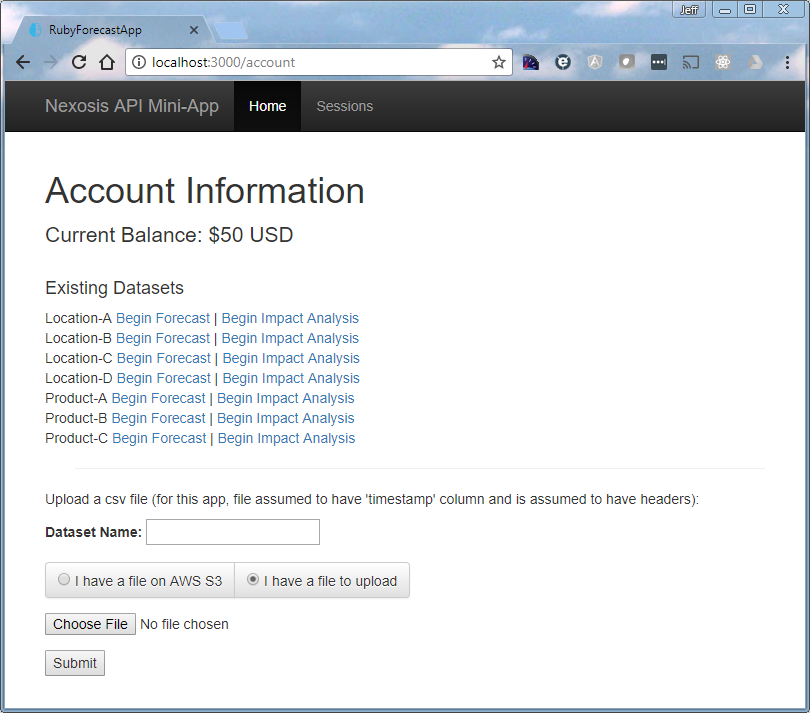 Jeff
RubyForecastApp
localhost:3000/account
Nexosis API Mini-App Home Sessions
Account Information
Current Balance: $50 USD
Existing Datasets
Location-A Begin Forecast | Begin Impact Analysis
Location-B Begin Forecast | Begin Impact Analysis
Location-C Begin Forecast | Begin Impact Analysis
Location-D Begin Forecast | Begin Impact Analysis
Product-A Begin Forecast | Begin Impact Analysis
Product-B Begin Forecast | Begin Impact Analysis
Product-C Begin Forecast | Begin Impact Analysis
Upload a csv file (for this app, file assumed to have 'timestamp' column and is assumed to have headers):
Dataset Name:
I have a file on AWS S3 I have a file to upload
Choose File No file chosen
Submit